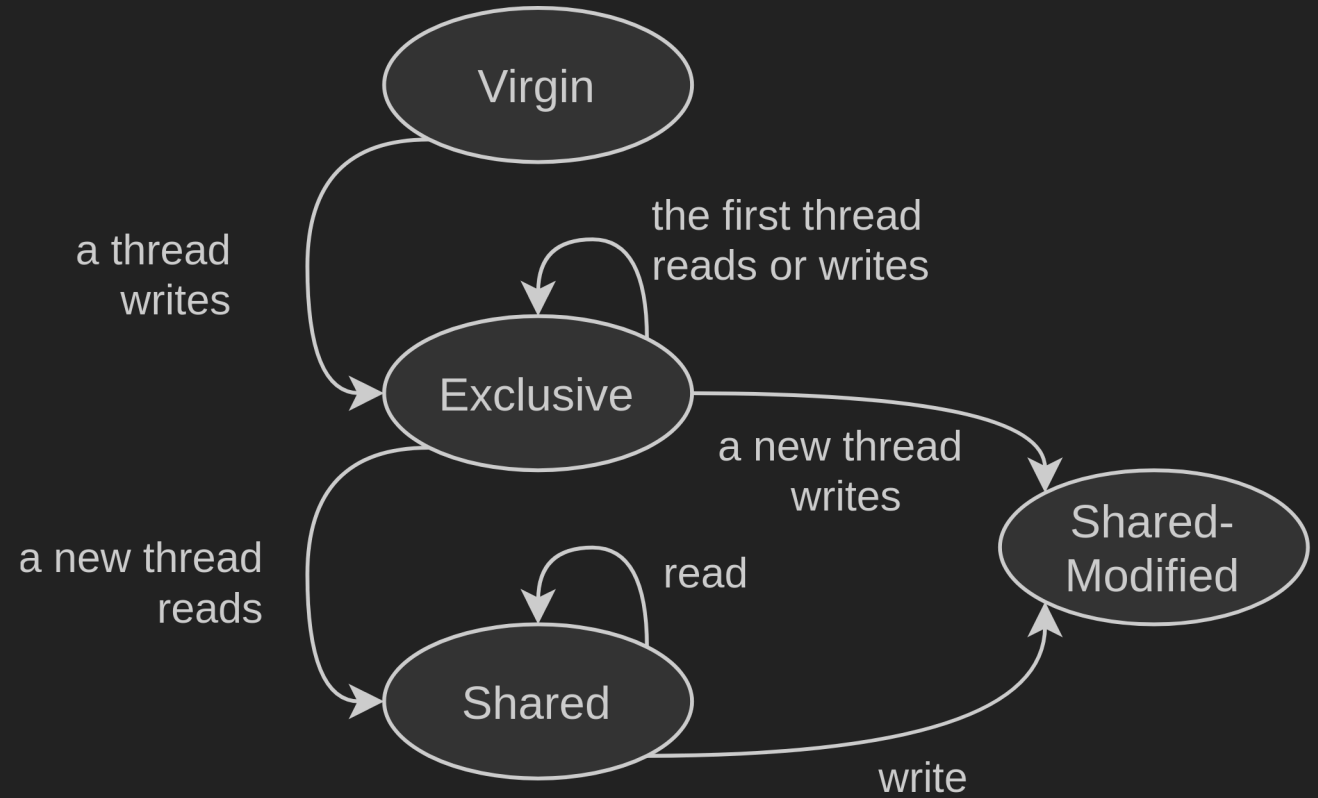 Virgin
a thread
writes
the first thread
reads or writes
Exclusive
a new thread
writes
Shared-
Modified
a new thread
reads
read
Shared
write